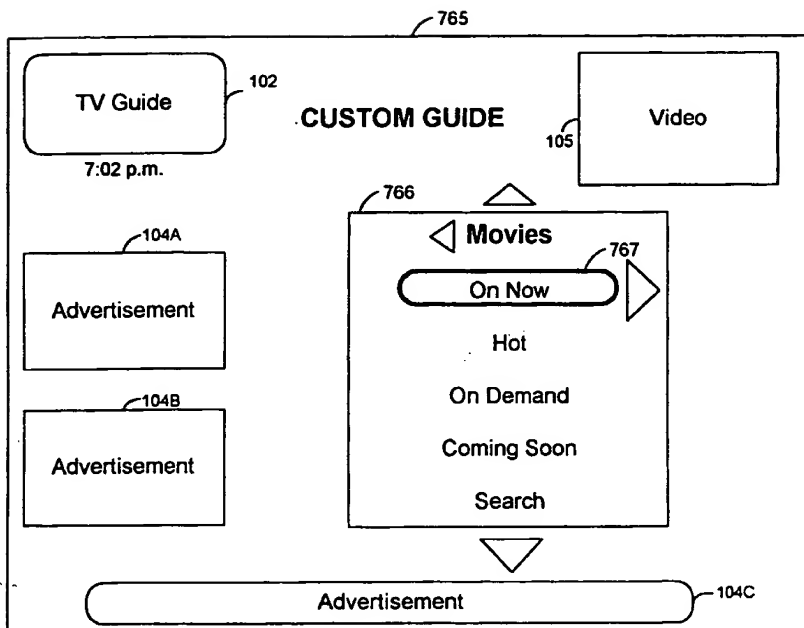 765
TV Guide
102
CUSTOM GUIDE
Video
105
7:02 p.m.
766
Movies
767
On Now
Hot
On Demand
Coming Soon
Search
104A
Advertisement
104B
Advertisement
Advertisement
104C